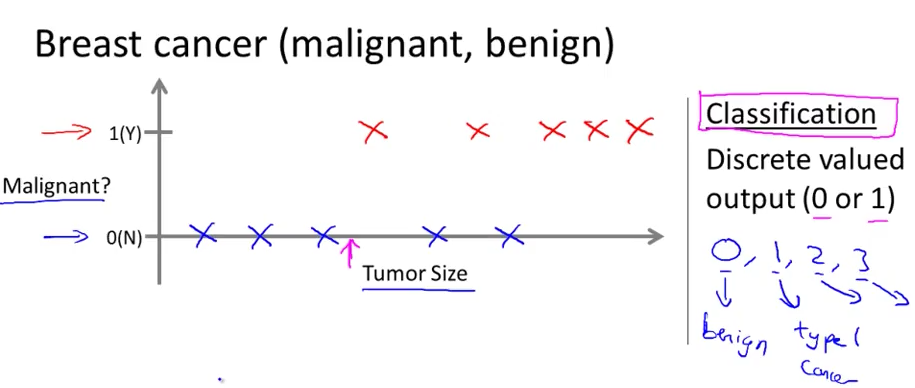 Breast cancer (malignant, benign)
1(Y)
Malignant?
0(N)
Tumor Size
Classification
Discrete valued
output (0 or 1)
0, 1, 2, 3
benign type 1
cancer